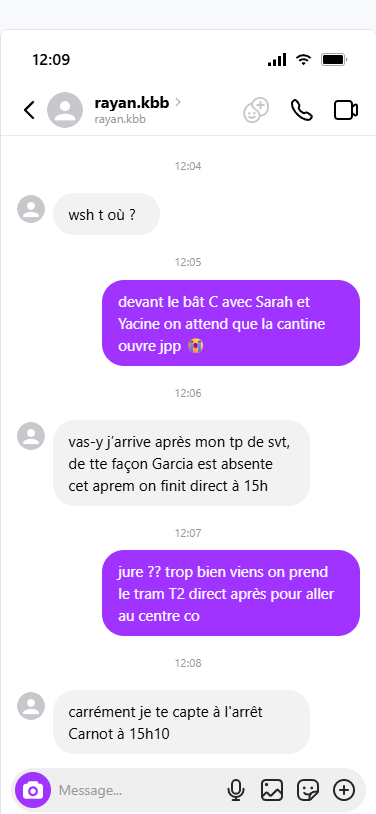 12:09
rayan.kbb
rayan.kbb
12:04
wsh t où ?
12:05
devant le bât C avec Sarah et
Yacine on attend que la cantine
ouvre jpp 😭
12:06
vas-y j’arrive après mon tp de svt,
de tte façon Garcia est absente
cet aprem on finit direct à 15h
12:07
jure ?? trop bien viens on prend
le tram T2 direct après pour aller
au centre co
12:08
carrément je te capte à l'arrêt
Carnot à 15h10
Message...